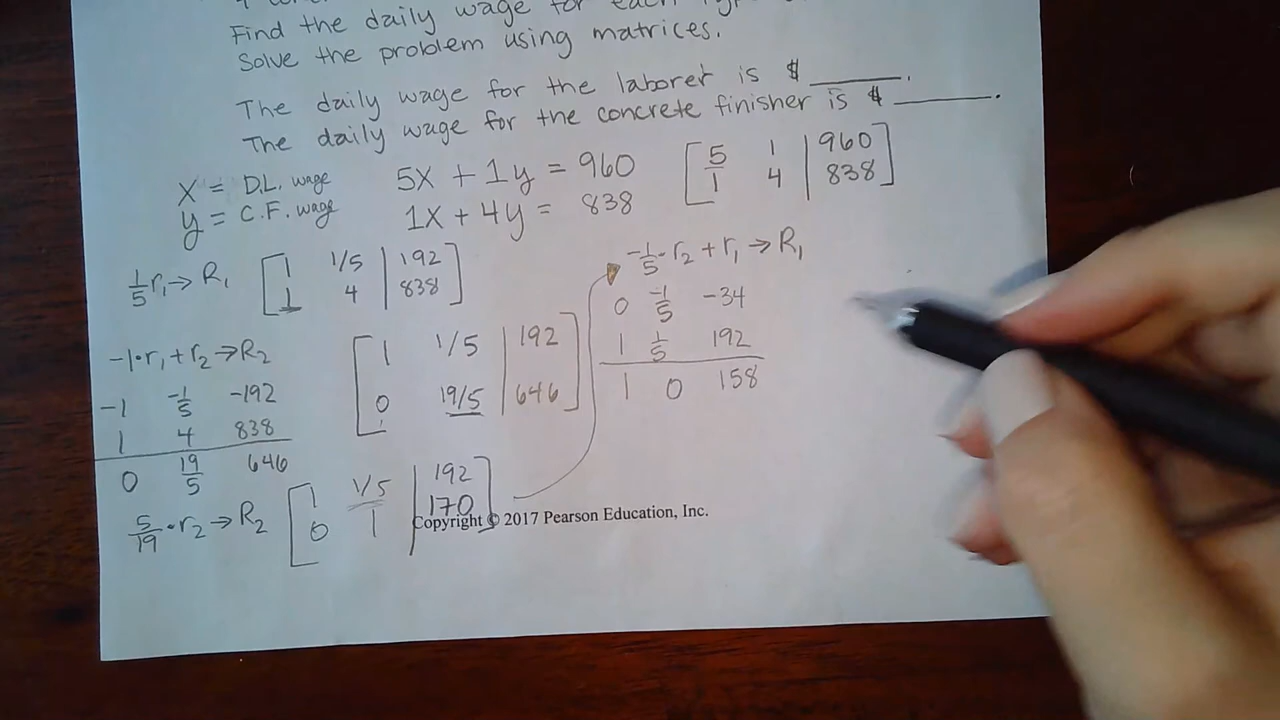 Find the daily wage for each
Solve the problem using matrices.
The daily wage for the laborer is $ ______.
The daily wage for the concrete finisher is $ ______.
x = D.L. wage
y = C.F. wage
5x + 1y = 960
1x + 4y = 838
[5 1 | 960]
[1 4 | 838]
1/5 r₁ → R₁
[1 1/5 | 192]
[1 4 | 838]
-1·r₁ + r₂ → R₂
-1 -1/5 -192
1 4 838
0 19/5 646
[1 1/5 | 192]
[0 19/5 | 646]
5/19 · r₂ → R₂
[1 1/5 | 192]
[0 1 | 170]
-1/5 · r₂ + r₁ → R₁
0 -1/5 -34
1 1/5 192
1 0 158
Copyright © 2017 Pearson Education, Inc.